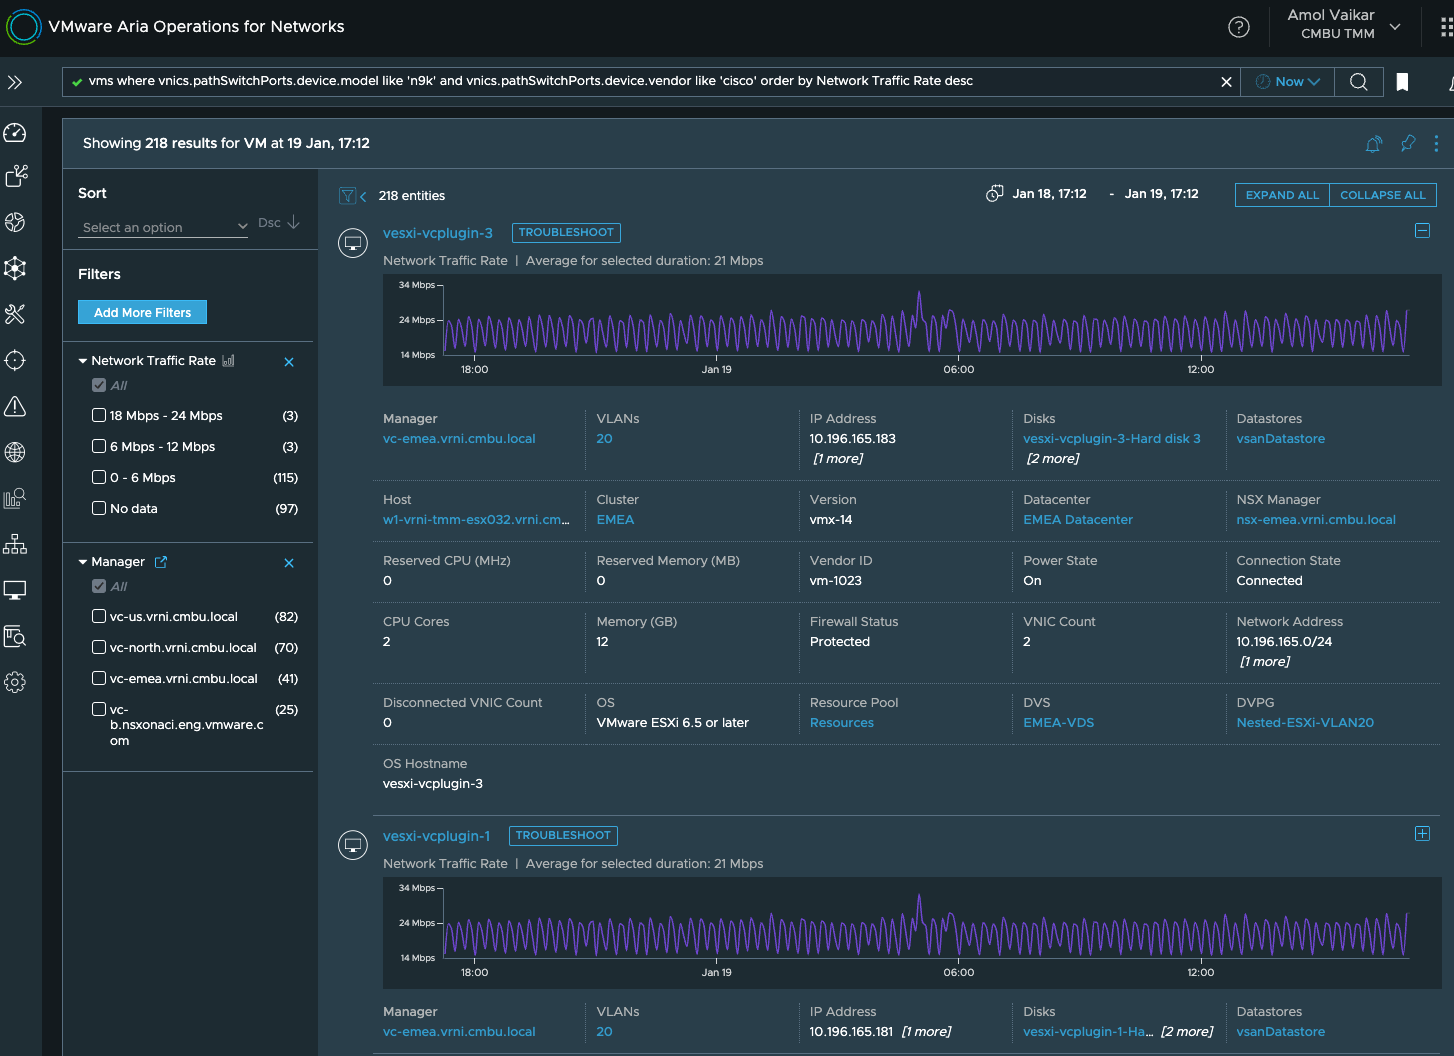 VMware Aria Operations for Networks
Amol Vaikar
CMBU TMM
vms where vnics.pathSwitchPorts.device.model like 'n9k' and vnics.pathSwitchPorts.device.vendor like 'cisco' order by Network Traffic Rate desc
Now
Showing 218 results for VM at 19 Jan, 17:12
Sort
Select an option
Dsc
Filters
Add More Filters
Network Traffic Rate
All
18 Mbps - 24 Mbps (3)
6 Mbps - 12 Mbps (3)
0 - 6 Mbps (115)
No data (97)
Manager
All
vc-us.vrni.cmbu.local (82)
vc-north.vrni.cmbu.local (70)
vc-emea.vrni.cmbu.local (41)
vc- (25)
b.nsxonaci.eng.vmware.c
om
218 entities
Jan 18, 17:12 - Jan 19, 17:12
EXPAND ALL COLLAPSE ALL
vesxi-vcplugin-3 TROUBLESHOOT
Network Traffic Rate | Average for selected duration: 21 Mbps
34 Mbps
24 Mbps
14 Mbps
18:00 Jan 19 06:00 12:00
Manager VLANs IP Address Disks Datastores
vc-emea.vrni.cmbu.local 20 10.196.165.183 vesxi-vcplugin-3-Hard disk 3 vsanDatastore
[1 more] [2 more]
Host Cluster Version Datacenter NSX Manager
w1-vrni-tmm-esx032.vrni.cm... EMEA vmx-14 EMEA Datacenter nsx-emea.vrni.cmbu.local
Reserved CPU (MHz) Reserved Memory (MB) Vendor ID Power State Connection State
0 0 vm-1023 On Connected
CPU Cores Memory (GB) Firewall Status VNIC Count Network Address
2 12 Protected 2 10.196.165.0/24
[1 more]
Disconnected VNIC Count OS Resource Pool DVS DVPG
0 VMware ESXi 6.5 or later Resources EMEA-VDS Nested-ESXi-VLAN20
OS Hostname
vesxi-vcplugin-3
vesxi-vcplugin-1 TROUBLESHOOT
Network Traffic Rate | Average for selected duration: 21 Mbps
34 Mbps
24 Mbps
14 Mbps
18:00 Jan 19 06:00 12:00
Manager VLANs IP Address Disks Datastores
vc-emea.vrni.cmbu.local 20 10.196.165.181 [1 more] vesxi-vcplugin-1-Ha... [2 more] vsanDatastore